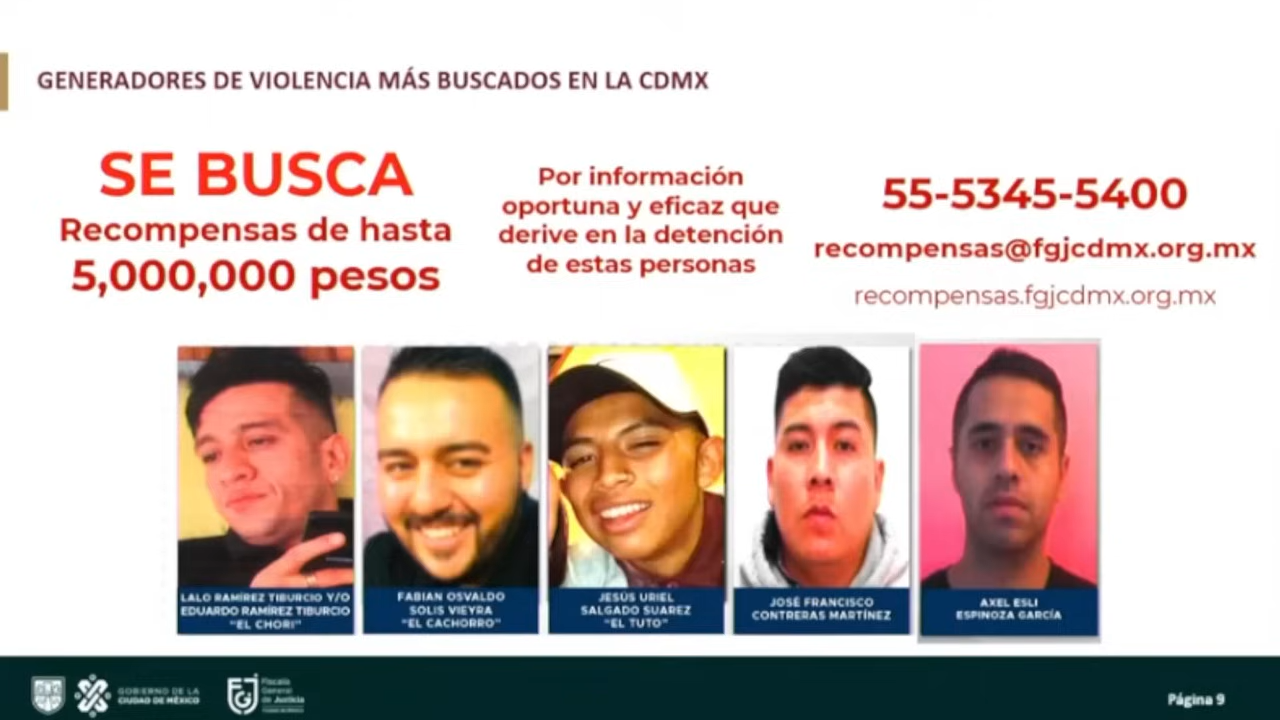 GENERADORES DE VIOLENCIA MÁS BUSCADOS EN LA CDMX
SE BUSCA
Recompensas de hasta
5,000,000 pesos
Por información
oportuna y eficaz que
derive en la detención
de estas personas
55-5345-5400
recompensas@fgjcdmx.org.mx
recompensas.fgjcdmx.org.mx
LALO RAMÍREZ TIBURCIO Y/O
EDUARDO RAMÍREZ TIBURCIO
"EL CHORI"
FABIAN OSVALDO
SOLIS VIEYRA
"EL CACHORRO"
JESÚS URIEL
SALGADO SUAREZ
"EL TUTO"
JOSÉ FRANCISCO
CONTRERAS MARTÍNEZ
AXEL ESLI
ESPINOZA GARCÍA
GOBIERNO DE LA
CIUDAD DE MÉXICO
FGJ
Fiscalía
General
de Justicia
Página 9